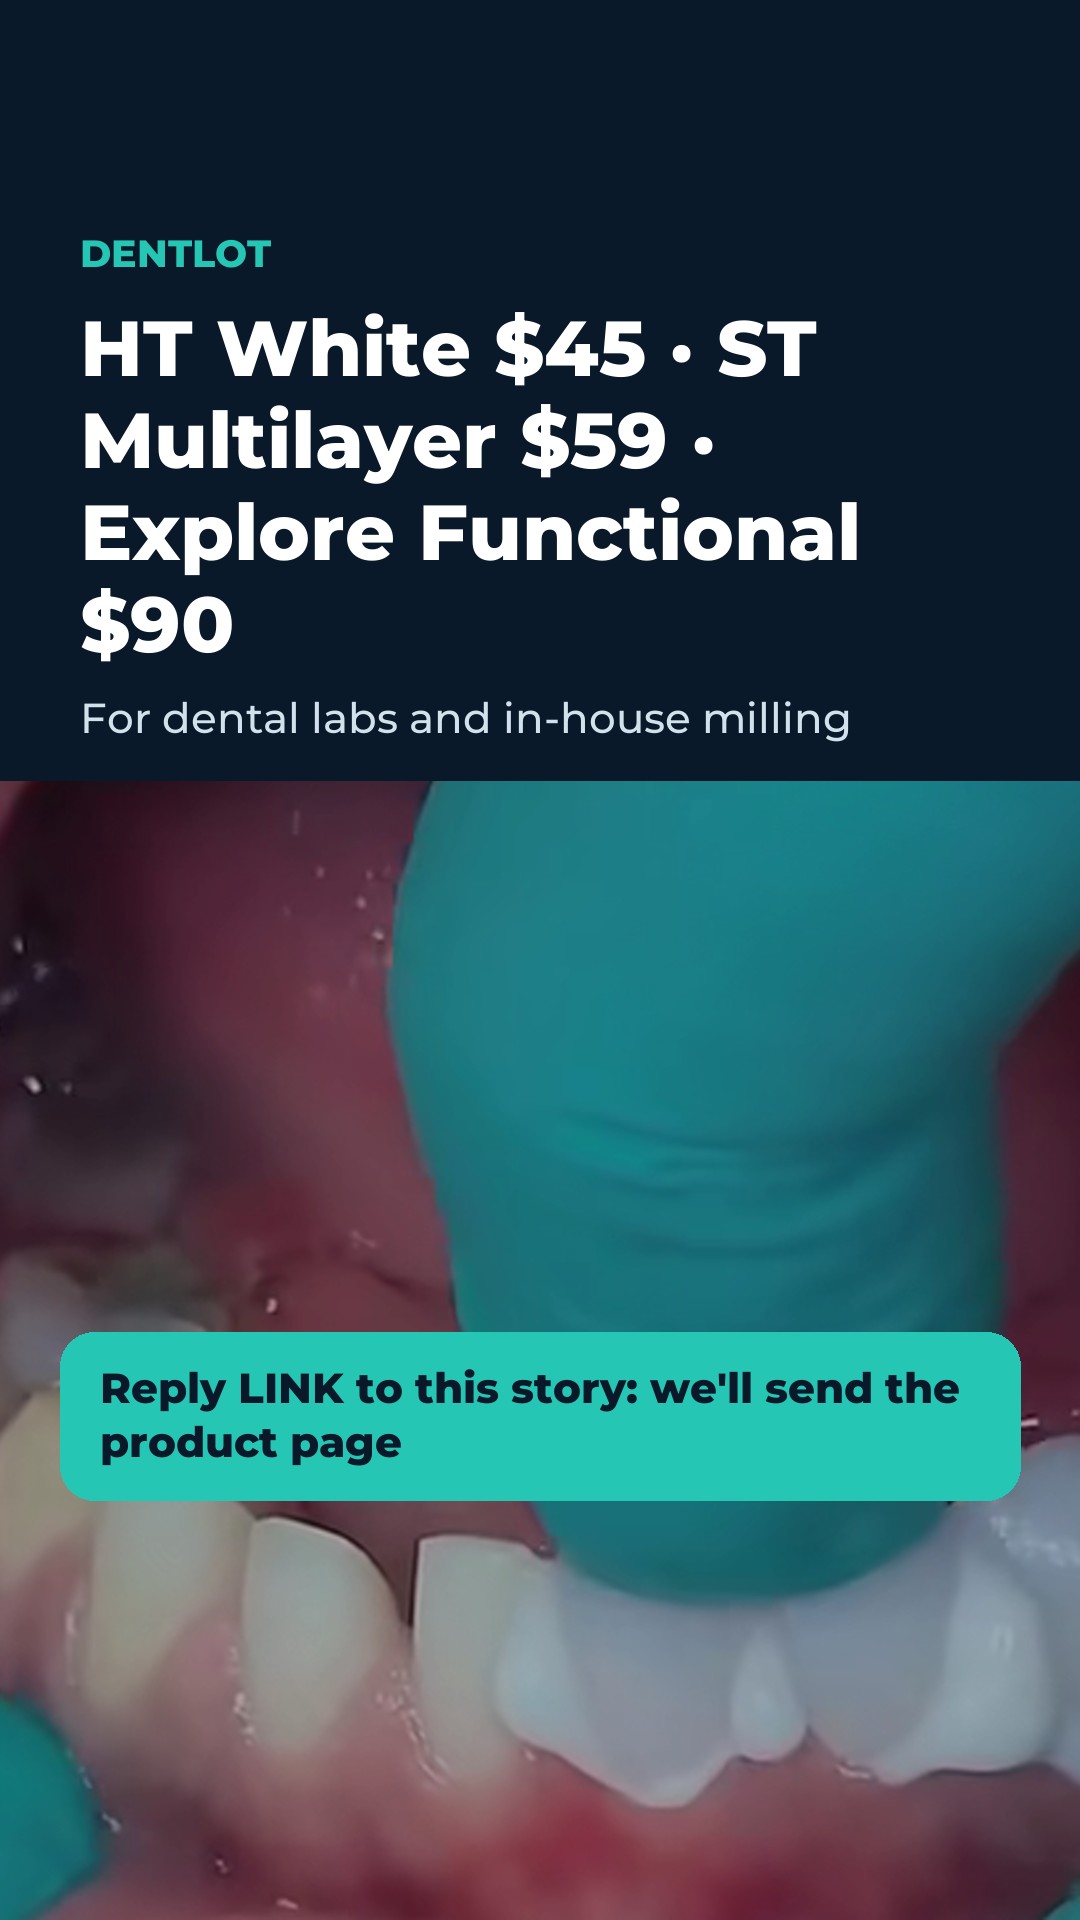 DENTLOT
HT White $45 • ST
Multilayer $59 •
Explore Functional
$90
For dental labs and in-house milling
Reply LINK to this story: we'll send the
product page